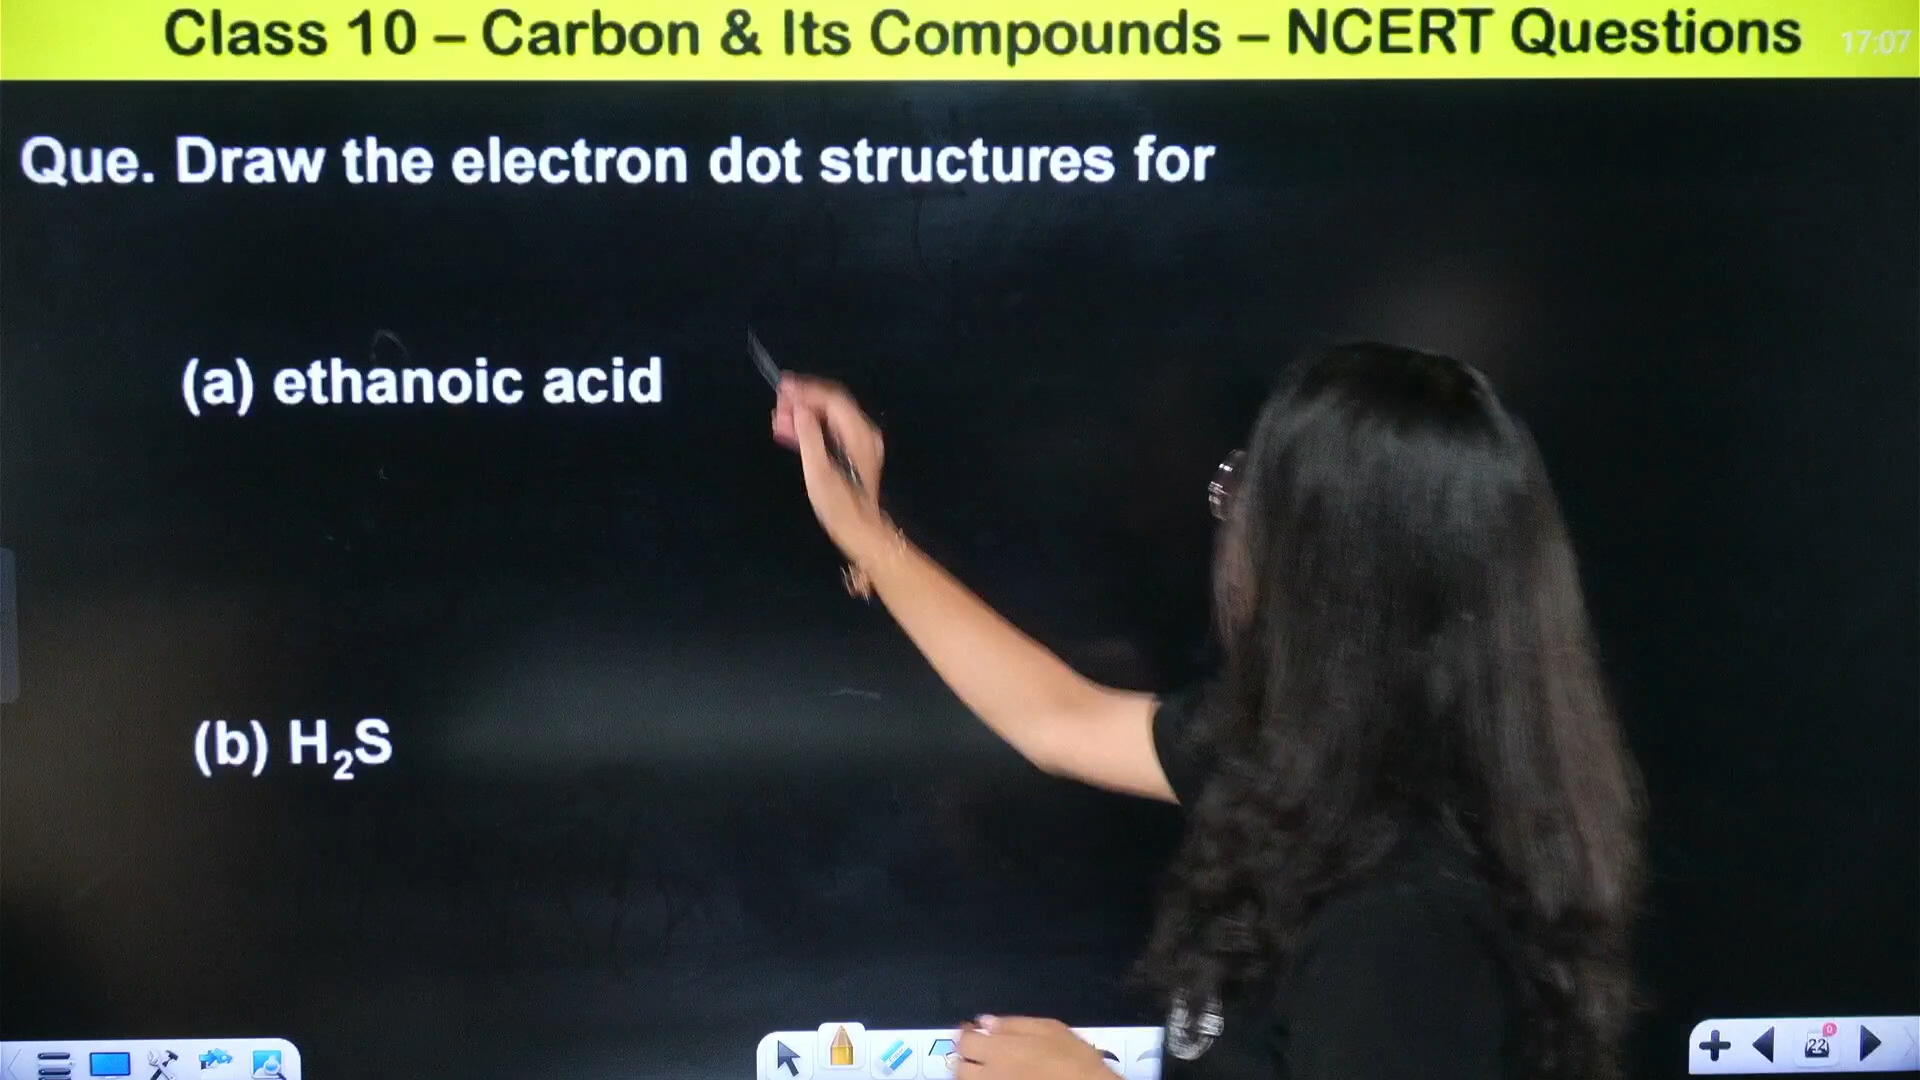 Class 10 – Carbon & Its Compounds – NCERT Questions
17:07
Que. Draw the electron dot structures for
(a) ethanoic acid
(b) H₂S
0
22